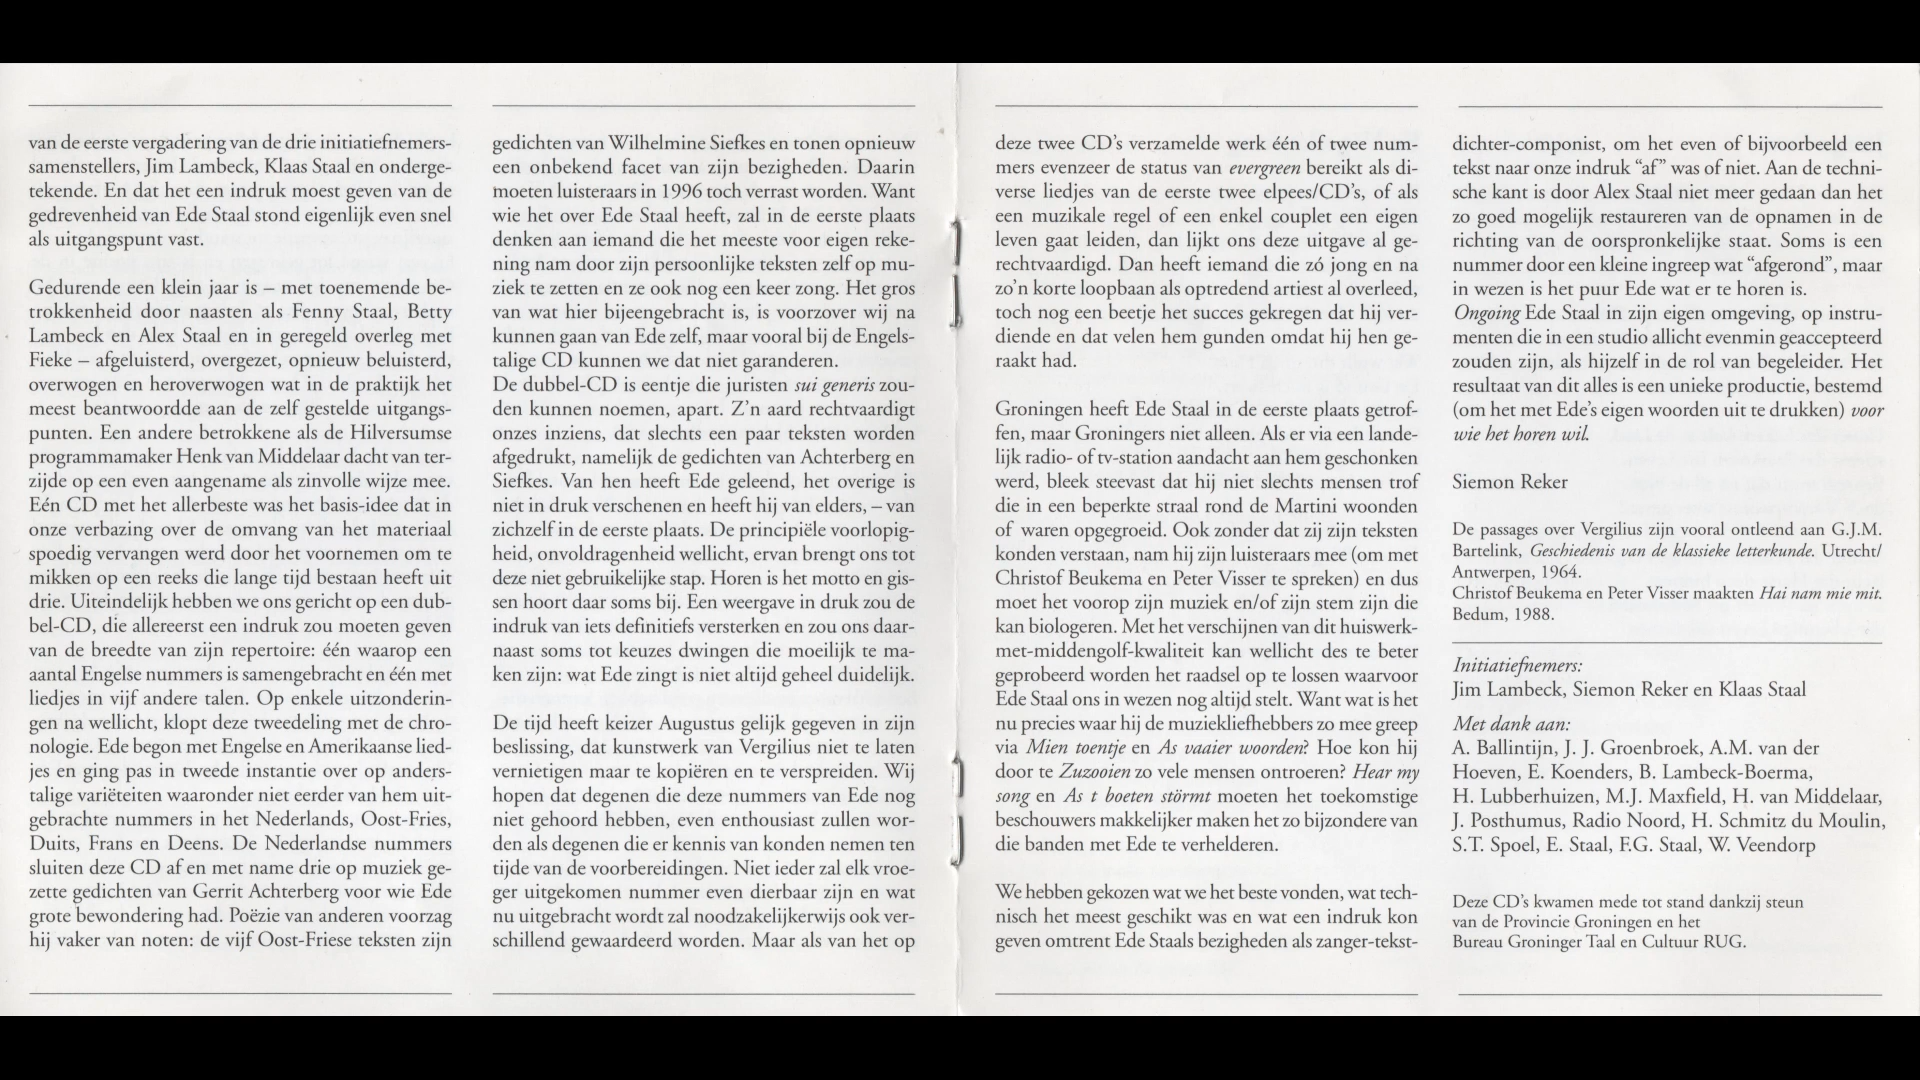 van de eerste vergadering van de drie initiatiefnemers-
samenstellers, Jim Lambeck, Klaas Staal en onderge-
tekende. En dat het een indruk moest geven van de
gedrevenheid van Ede Staal stond eigenlijk even snel
als uitgangspunt vast.
Gedurende een klein jaar is – met toenemende be-
trokkenheid door naasten als Fenny Staal, Betty
Lambeck en Alex Staal en in geregeld overleg met
Fieke – afgeluisterd, overgezet, opnieuw beluisterd,
overwogen en heroverwogen wat in de praktijk het
meest beantwoordde aan de zelf gestelde uitgangs-
punten. Een andere betrokkene als de Hilversumse
programmamaker Henk van Middelaar dacht van ter-
zijde op een even aangename als zinvolle wijze mee.
Eén CD met het allerbeste was het basis-idee dat in
onze verbazing over de omvang van het materiaal
spoedig vervangen werd door het voornemen om te
mikken op een reeks die lange tijd bestaan heeft uit
drie. Uiteindelijk hebben we ons gericht op een dub-
bel-CD, die allereerst een indruk zou moeten geven
van de breedte van zijn repertoire: één waarop een
aantal Engelse nummers is samengebracht en één met
liedjes in vijf andere talen. Op enkele uitzonderin-
gen na wellicht, klopt deze tweedeling met de chro-
nologie. Ede begon met Engelse en Amerikaanse lied-
jes en ging pas in tweede instantie over op anders-
talige variëteiten waaronder niet eerder van hem uit-
gebrachte nummers in het Nederlands, Oost-Fries,
Duits, Frans en Deens. De Nederlandse nummers
sluiten deze CD af en met name drie op muziek ge-
zette gedichten van Gerrit Achterberg voor wie Ede
grote bewondering had. Poëzie van anderen voorzag
hij vaker van noten: de vijf Oost-Friese teksten zijn
gedichten van Wilhelmine Siefkes en tonen opnieuw
een onbekend facet van zijn bezigheden. Daarin
moeten luisteraars in 1996 toch verrast worden. Want
wie het over Ede Staal heeft, zal in de eerste plaats
denken aan iemand die het meeste voor eigen reke-
ning nam door zijn persoonlijke teksten zelf op mu-
ziek te zetten en ze ook nog een keer zong. Het gros
van wat hier bijeengebracht is, is voorzover wij na
kunnen gaan van Ede zelf, maar vooral bij de Engels-
talige CD kunnen we dat niet garanderen.
De dubbel-CD is eentje die juristen sui generis zou-
den kunnen noemen, apart. Z’n aard rechtvaardigt
onzes inziens, dat slechts een paar teksten worden
afgedrukt, namelijk de gedichten van Achterberg en
Siefkes. Van hen heeft Ede geleend, het overige is
niet in druk verschenen en heeft hij van elders, – van
zichzelf in de eerste plaats. De principiële voorlopig-
heid, onvoldragenheid wellicht, ervan brengt ons tot
deze niet gebruikelijke stap. Horen is het motto en gis-
sen hoort daar soms bij. Een weergave in druk zou de
indruk van iets definitiefs versterken en zou ons daar-
naast soms tot keuzes dwingen die moeilijk te ma-
ken zijn: wat Ede zingt is niet altijd geheel duidelijk.
De tijd heeft keizer Augustus gelijk gegeven in zijn
beslissing, dat kunstwerk van Vergilius niet te laten
vernietigen maar te kopiëren en te verspreiden. Wij
hopen dat degenen die deze nummers van Ede nog
niet gehoord hebben, even enthousiast zullen wor-
den als degenen die er kennis van konden nemen ten
tijde van de voorbereidingen. Niet ieder zal elk vroe-
ger uitgekomen nummer even dierbaar zijn en wat
nu uitgebracht wordt zal noodzakelijkerwijs ook ver-
schillend gewaardeerd worden. Maar als van het op
deze twee CD’s verzamelde werk één of twee num-
mers evenzeer de status van evergreen bereikt als di-
verse liedjes van de eerste twee elpees/CD’s, of als
een muzikale regel of een enkel couplet een eigen
leven gaat leiden, dan lijkt ons deze uitgave al ge-
rechtvaardigd. Dan heeft iemand die zó jong en na
zo’n korte loopbaan als optredend artiest al overleed,
toch nog een beetje het succes gekregen dat hij ver-
diende en dat velen hem gunden omdat hij hen ge-
raakt had.
Groningen heeft Ede Staal in de eerste plaats getrof-
fen, maar Groningers niet alleen. Als er via een lande-
lijk radio- of tv-station aandacht aan hem geschonken
werd, bleek steevast dat hij niet slechts mensen trof
die in een beperkte straal rond de Martini woonden
of waren opgegroeid. Ook zonder dat zij zijn teksten
konden verstaan, nam hij zijn luisteraars mee (om met
Christof Beukema en Peter Visser te spreken) en dus
moet het voorop zijn muziek en/of zijn stem zijn die
kan biologeren. Met het verschijnen van dit huiswerk-
met-middengolf-kwaliteit kan wellicht des te beter
geprobeerd worden het raadsel op te lossen waarvoor
Ede Staal ons in wezen nog altijd stelt. Want wat is het
nu precies waar hij de muziekliefhebbers zo mee greep
via Mien toentje en As vaaier woorden? Hoe kon hij
door te Zuzooien zo vele mensen ontroeren? Hear my
song en As t boeten störmt moeten het toekomstige
beschouwers makkelijker maken het zo bijzondere van
die banden met Ede te verhelderen.
We hebben gekozen wat we het beste vonden, wat tech-
nisch het meest geschikt was en wat een indruk kon
geven omtrent Ede Staals bezigheden als zanger-tekst-
dichter-componist, om het even of bijvoorbeeld een
tekst naar onze indruk “af” was of niet. Aan de techni-
sche kant is door Alex Staal niet meer gedaan dan het
zo goed mogelijk restaureren van de opnamen in de
richting van de oorspronkelijke staat. Soms is een
nummer door een kleine ingreep wat “afgerond”, maar
in wezen is het puur Ede wat er te horen is.
Ongoing Ede Staal in zijn eigen omgeving, op instru-
menten die in een studio allicht evenmin geaccepteerd
zouden zijn, als hijzelf in de rol van begeleider. Het
resultaat van dit alles is een unieke productie, bestemd
(om het met Ede’s eigen woorden uit te drukken) voor
wie het horen wil.
Siemon Reker
De passages over Vergilius zijn vooral ontleend aan G.J.M.
Bartelink, Geschiedenis van de klassieke letterkunde. Utrecht/
Antwerpen, 1964.
Christof Beukema en Peter Visser maakten Hai nam mie mit.
Bedum, 1988.
Initiatiefnemers:
Jim Lambeck, Siemon Reker en Klaas Staal
Met dank aan:
A. Ballintijn, J. J. Groenbroek, A.M. van der
Hoeven, E. Koenders, B. Lambeck-Boerma,
H. Lubberhuizen, M.J. Maxfield, H. van Middelaar,
J. Posthumus, Radio Noord, H. Schmitz du Moulin,
S.T. Spoel, E. Staal, F.G. Staal, W. Veendorp
Deze CD’s kwamen mede tot stand dankzij steun
van de Provincie Groningen en het
Bureau Groninger Taal en Cultuur RUG.